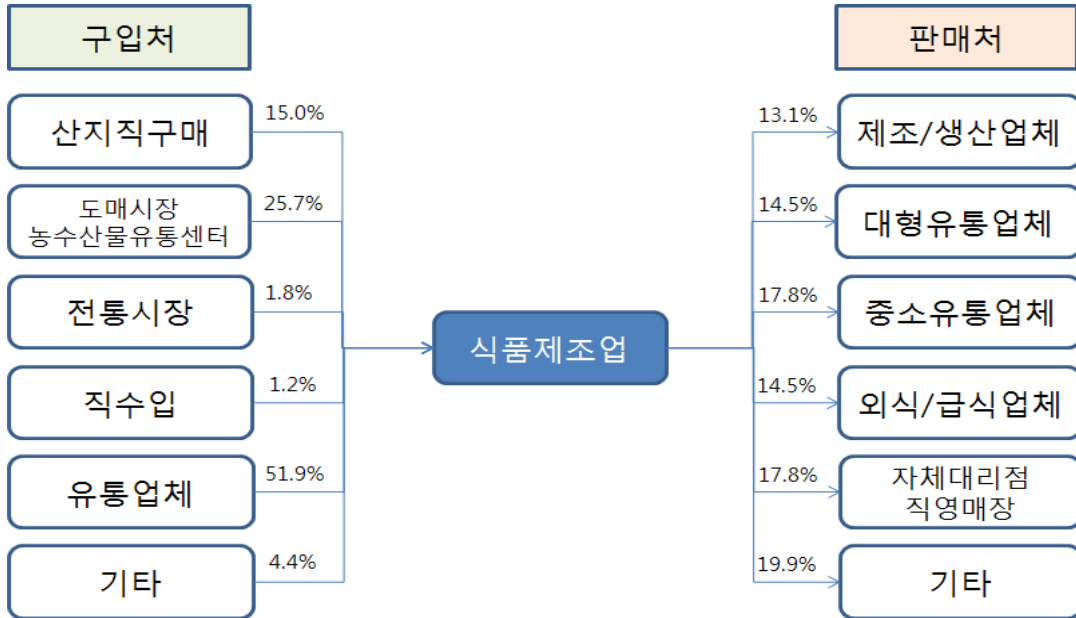 구입처
판매처
산지직구매
15.0%
13.1%
제조/생산업체
도매시장
농수산물유통센터
25.7%
14.5%
대형유통업체
전통시장
1.8%
식품제조업
17.8%
중소유통업체
직수입
1.2%
14.5%
외식/급식업체
유통업체
51.9%
17.8%
자체대리점
직영매장
기타
4.4%
19.9%
기타